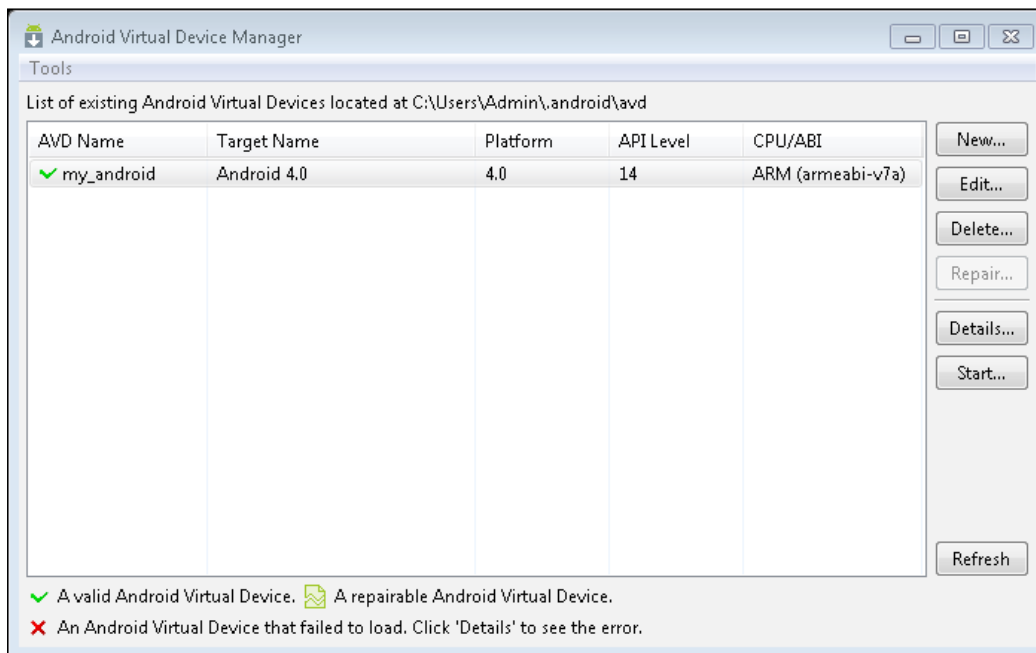 Android Virtual Device Manager
Tools
List of existing Android Virtual Devices located at C:\Users\Admin\.android\avd
AVD Name Target Name Platform API Level CPU/ABI New...
my_android Android 4.0 4.0 14 ARM (armeabi-v7a) Edit...
Delete...
Repair...
Details...
Start...
Refresh
A valid Android Virtual Device. A repairable Android Virtual Device.
An Android Virtual Device that failed to load. Click 'Details' to see the error.